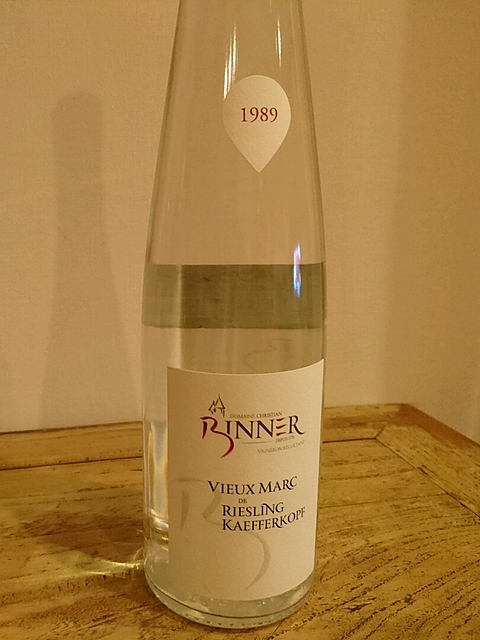 1989
DOMAINE CHRISTIAN
BINNER
VIEUX MARC
DE
RIESLING
KAEFFERKOPF